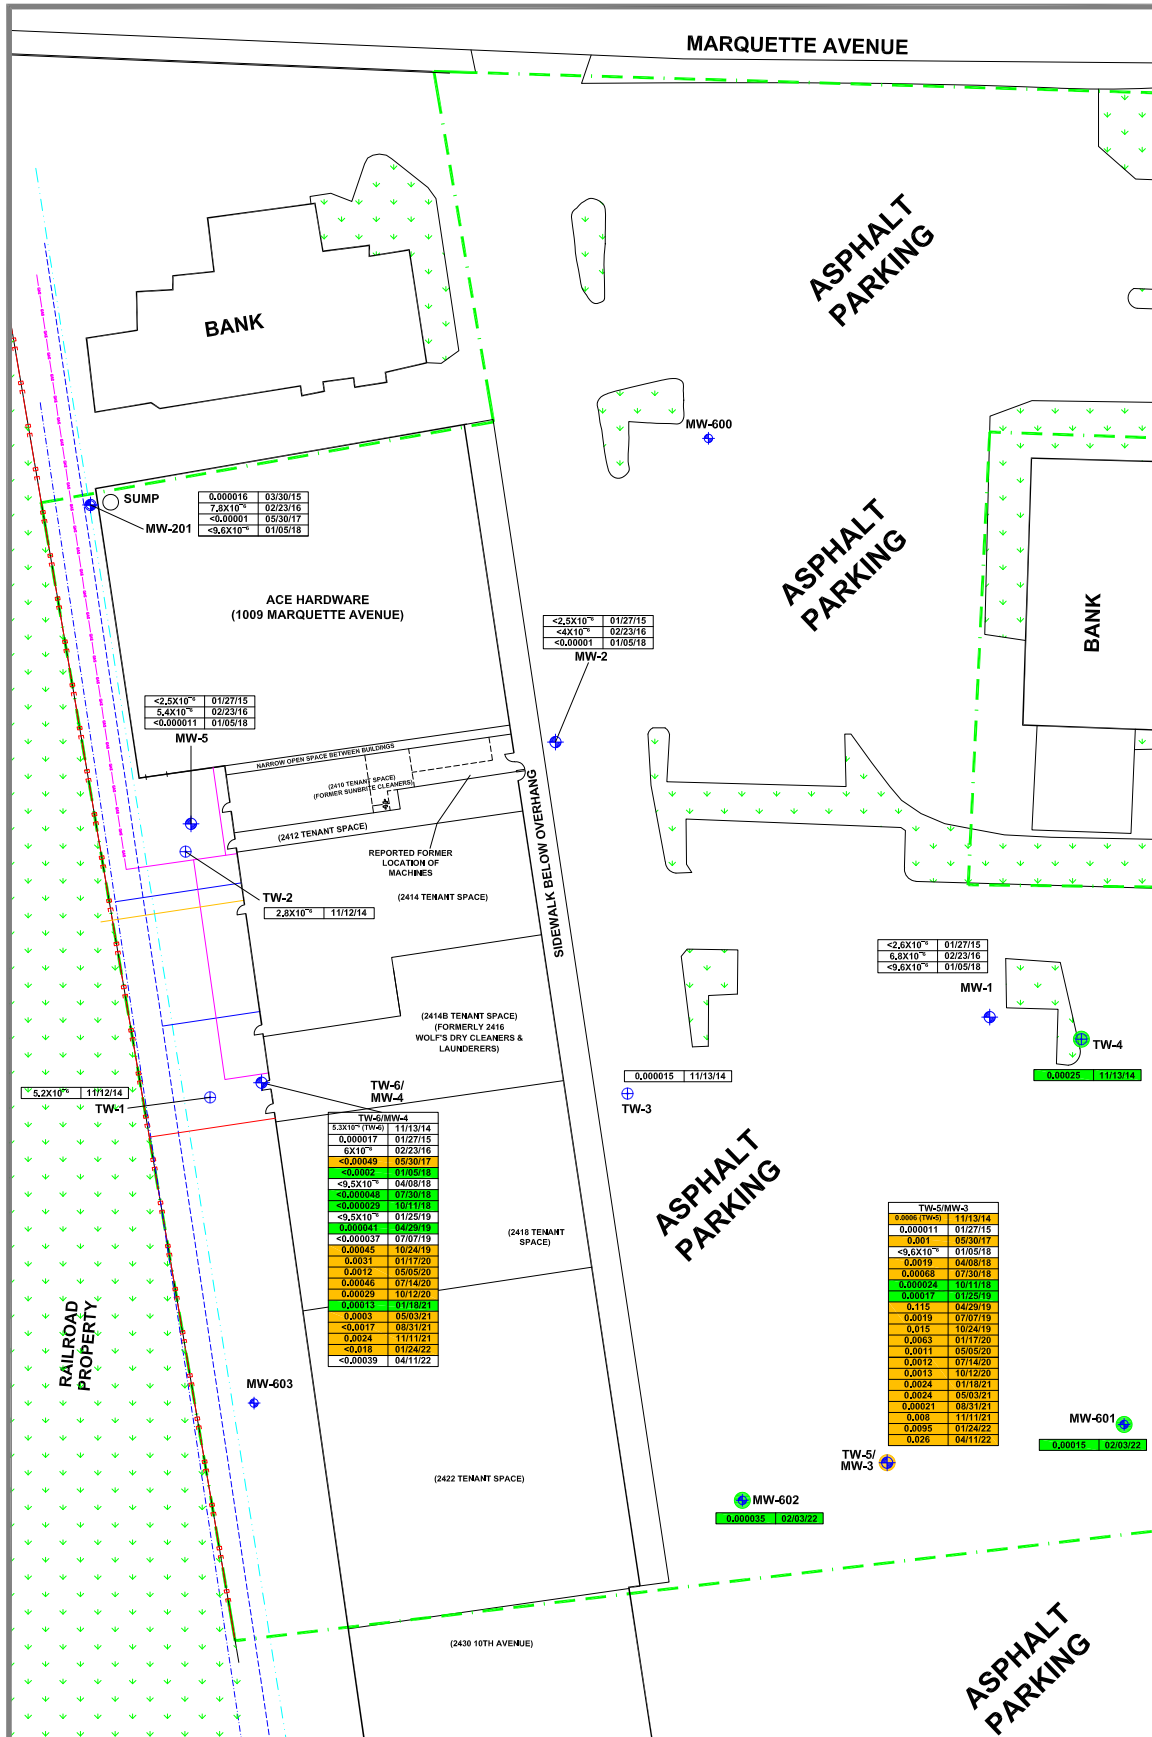 MARQUETTE AVENUE
ASPHALT
PARKING
BANK
MW-600
SUMP
MW-201
0.000016 03/30/15
7.8X10⁻⁶ 02/23/16
<0.00001 05/30/17
<9.6X10⁻⁶ 01/05/18
ASPHALT
PARKING
ACE HARDWARE
(1009 MARQUETTE AVENUE)
BANK
<2.5X10⁻⁶ 01/27/15
<4X10⁻⁶ 02/23/16
<0.00001 01/05/18
MW-2
<2.5X10⁻⁶ 01/27/15
5.4X10⁻⁶ 02/23/16
<0.000011 01/05/18
MW-5
NARROW OPEN SPACE BETWEEN BUILDINGS
(2410 TENANT SPACE)
(FORMER SUNBRITE CLEANERS)
(2412 TENANT SPACE)
REPORTED FORMER
LOCATION OF
MACHINES
SIDEWALK BELOW OVERHANG
TW-2
2.8X10⁻⁶ 11/12/14
(2414 TENANT SPACE)
<2.6X10⁻⁶ 01/27/15
6.8X10⁻⁶ 02/23/16
<9.6X10⁻⁶ 01/05/18
MW-1
(2414B TENANT SPACE)
(FORMERLY 2416
WOLF'S DRY CLEANERS &
LAUNDERERS)
TW-4
0.00025 11/13/14
0.000015 11/13/14
TW-3
5.2X10⁻⁶ 11/12/14
TW-1
TW-6/
MW-4
TW-6/MW-4
5.3X10⁻⁶ (TW-6) 11/13/14
0.000017 01/27/15
6X10⁻⁶ 02/23/16
<0.00049 05/30/17
<0.0002 01/05/18
<9.5X10⁻⁶ 04/08/18
<0.000048 07/30/18
<0.000029 10/11/18
<9.5X10⁻⁶ 01/25/19
0.000041 04/29/19
<0.000037 07/07/19
0.00045 10/24/19
0.0031 01/17/20
0.0012 05/05/20
0.00046 07/14/20
0.00029 10/12/20
0.00013 01/18/21
0.0003 05/03/21
<0.0017 08/31/21
0.0024 11/11/21
<0.018 01/24/22
<0.00039 04/11/22
ASPHALT
PARKING
(2418 TENANT
SPACE)
TW-5/MW-3
0.0006 (TW-5) 11/13/14
0.000011 01/27/15
0.001 05/30/17
<9.6X10⁻⁶ 01/05/18
0.0019 04/08/18
0.00068 07/30/18
0.000024 10/11/18
0.00017 01/25/19
0.115 04/29/19
0.0019 07/07/19
0.015 10/24/19
0.0063 01/17/20
0.0011 05/05/20
0.0012 07/14/20
0.0013 10/12/20
0.0024 01/18/21
0.0024 05/03/21
0.00021 08/31/21
0.008 11/11/21
0.0095 01/24/22
0.026 04/11/22
RAILROAD
PROPERTY
MW-603
MW-601
0.00015 02/03/22
TW-5/
MW-3
(2422 TENANT SPACE)
MW-602
0.000035 02/03/22
(2430 10TH AVENUE)
ASPHALT
PARKING